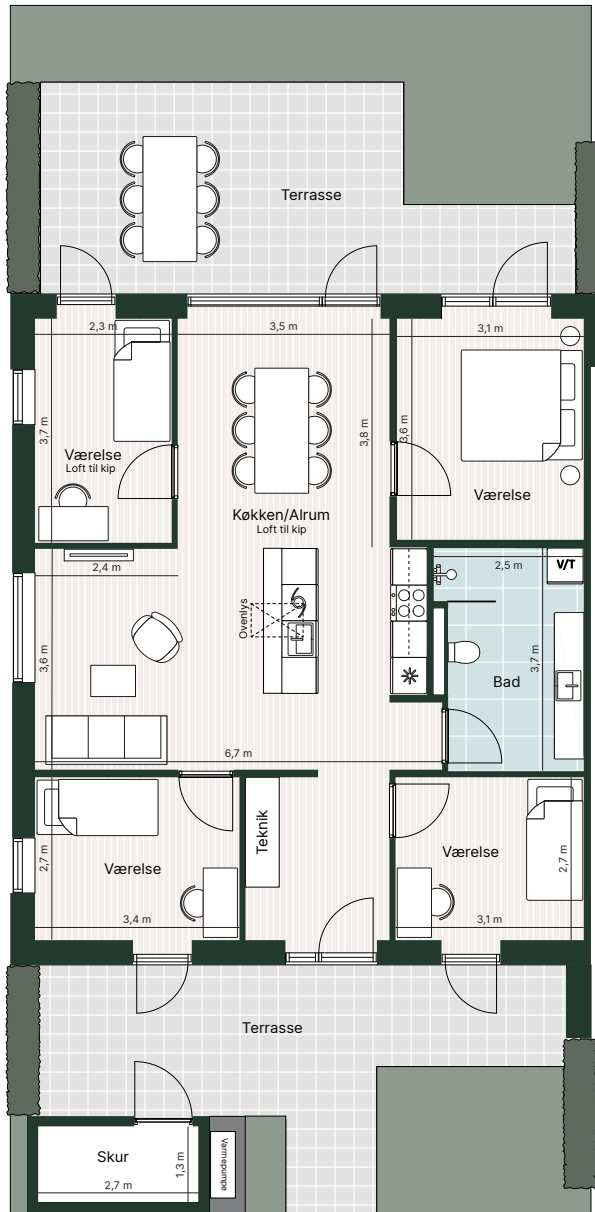 Terrasse
2,3 m
3,5 m
3,1 m
3,7 m
3,8 m
3,6 m
Værelse
Loft til kip
Værelse
Køkken/Alrum
Loft til kip
2,4 m
2,5 m
V/T
Ovenlys
3,6 m
3,7 m
Bad
6,7 m
Teknik
2,7 m
Værelse
Værelse
2,7 m
3,4 m
3,1 m
Terrasse
Skur
1,3 m
2,7 m
Varmepumpe